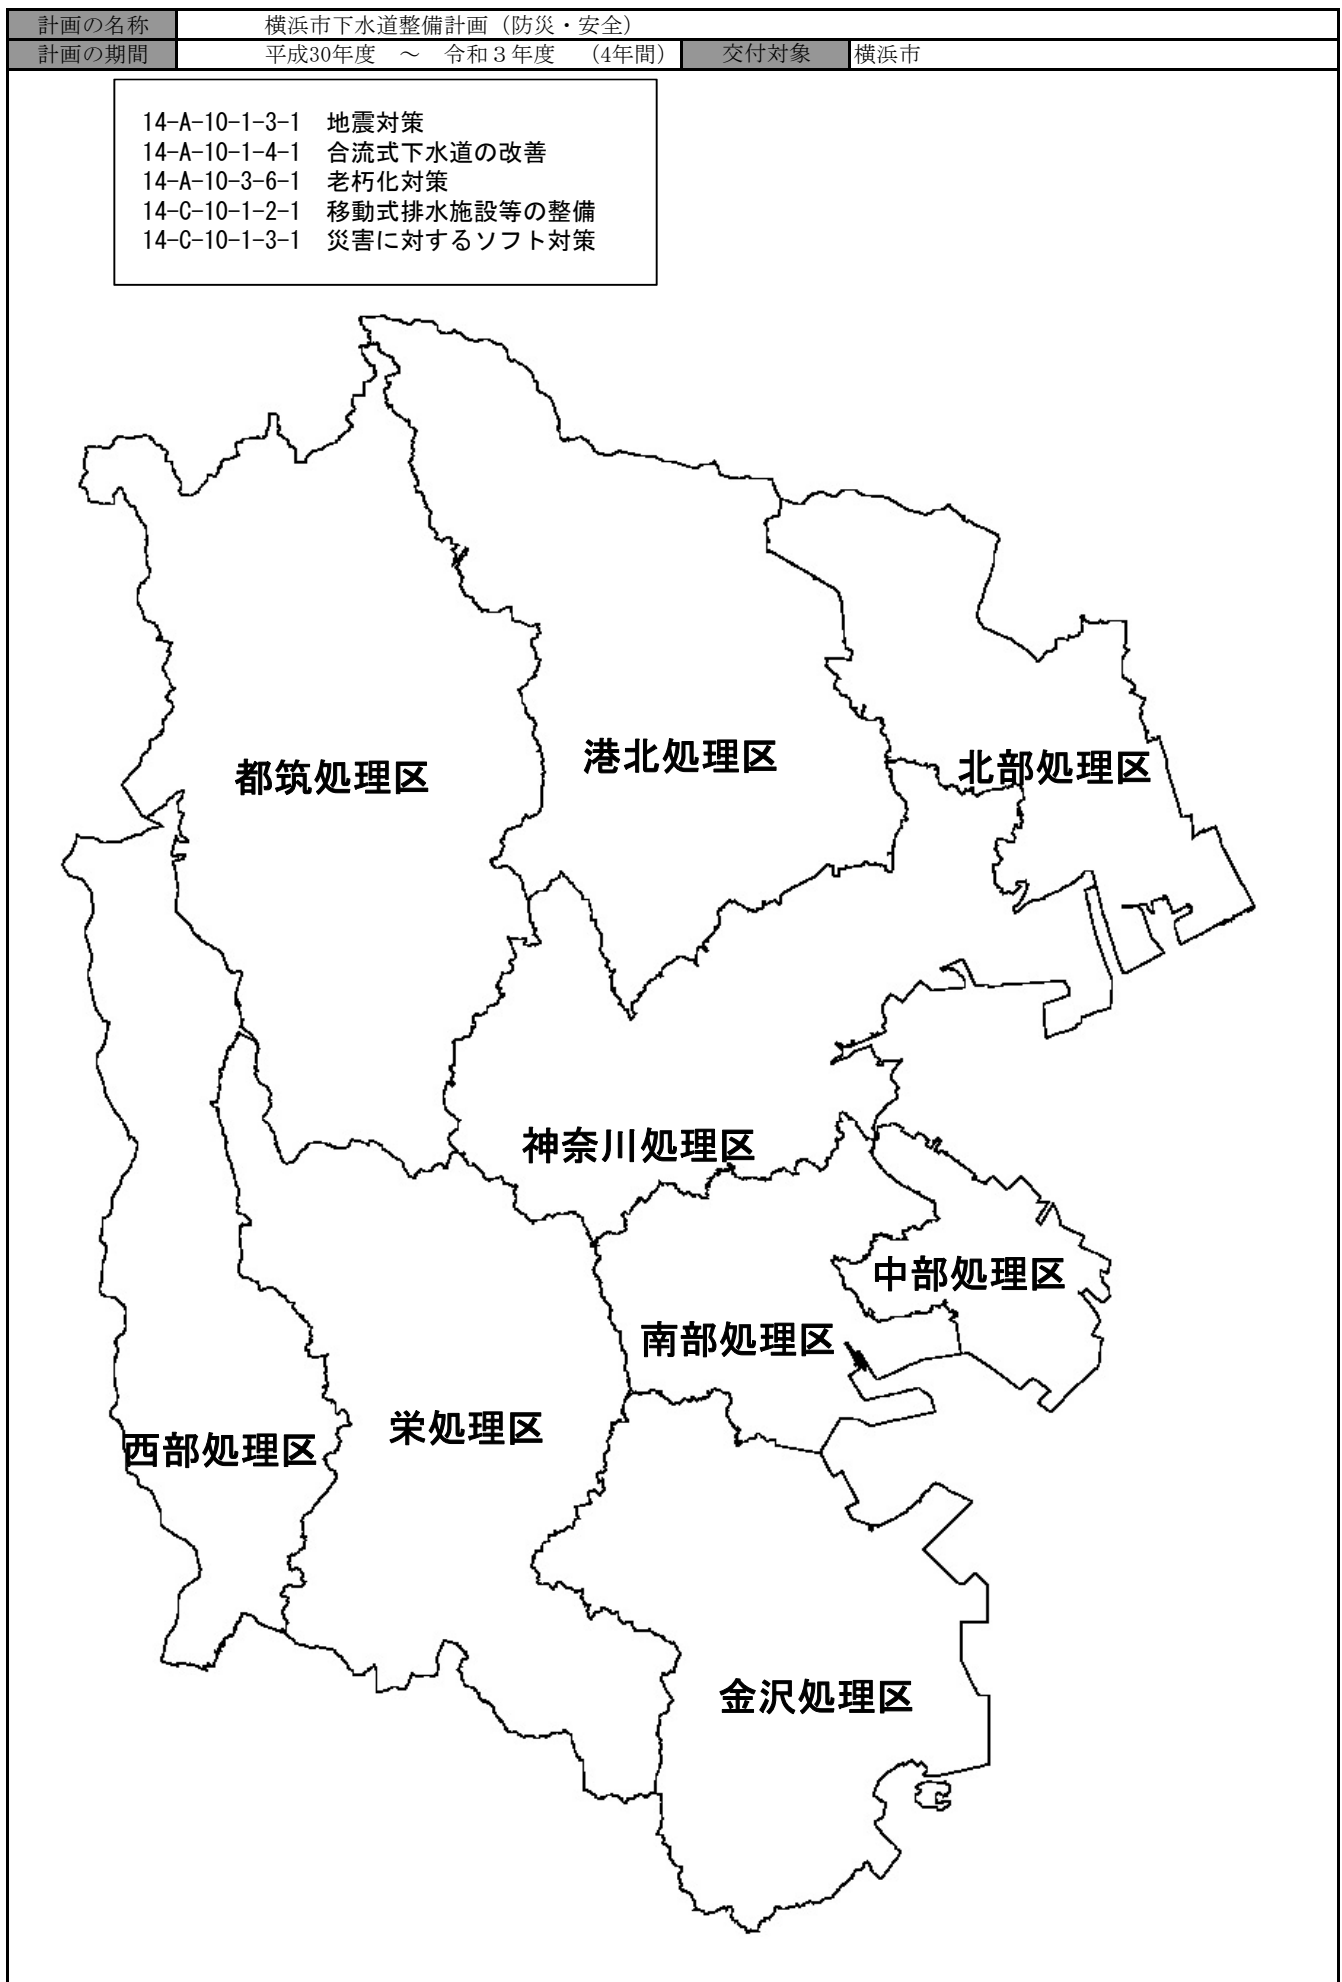 計画の名称 横浜市下水道整備計画（防災・安全）
計画の期間 平成30年度 ～ 令和３年度 （4年間） 交付対象 横浜市
14-A-10-1-3-1 地震対策
14-A-10-1-4-1 合流式下水道の改善
14-A-10-3-6-1 老朽化対策
14-C-10-1-2-1 移動式排水施設等の整備
14-C-10-1-3-1 災害に対するソフト対策
港北処理区
北部処理区
都筑処理区
神奈川処理区
中部処理区
南部処理区
栄処理区
西部処理区
金沢処理区